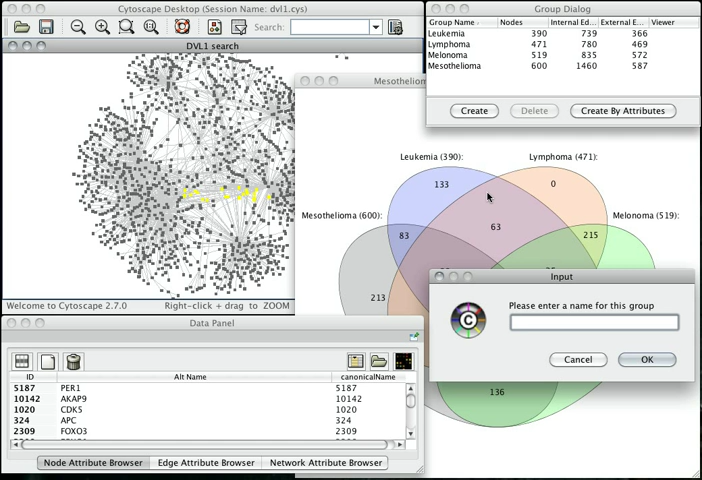 Cytoscape Desktop (Session Name: dvl1.cys)
Search:
DVL1 search
Welcome to Cytoscape 2.7.0 Right-click + drag to ZOOM
Group Dialog
Group Name Nodes Internal Ed... External E... Viewer
Leukemia 390 739 366
Lymphoma 471 780 469
Melonoma 519 835 572
Mesothelioma 600 1460 587
Create Delete Create By Attributes
Leukemia (390): Lymphoma (471):
133 0
Mesothelioma (600): Melonoma (519):
83 63 215
213
136
Input
Please enter a name for this group
Cancel OK
Data Panel
ID Alt Name canonicalName
5187 PER1 5187
10142 AKAP9 10142
1020 CDK5 1020
324 APC 324
2309 FOXO3 2309
Node Attribute Browser Edge Attribute Browser Network Attribute Browser